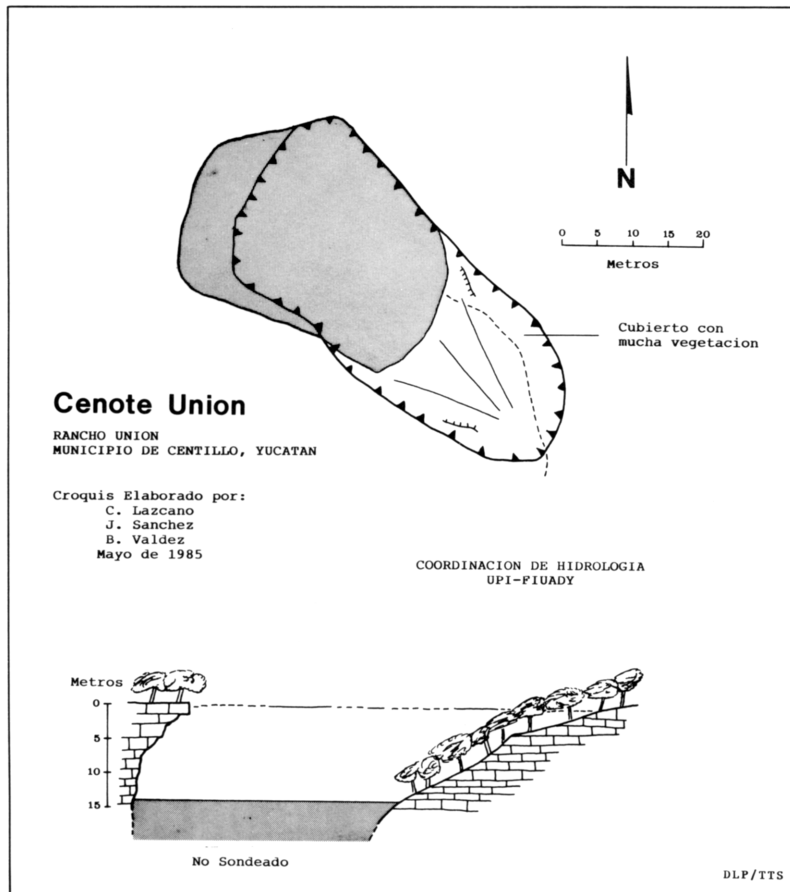 N
0 5 10 15 20
Metros
Cubierto con
mucha vegetacion
Cenote Union
RANCHO UNION
MUNICIPIO DE CENTILLO, YUCATAN
Croquis Elaborado por:
C. Lazcano
J. Sanchez
B. Valdez
Mayo de 1985
COORDINACION DE HIDROLOGIA
UPI-FIUADY
Metros
0
5
10
15
No Sondeado
DLP/TTS